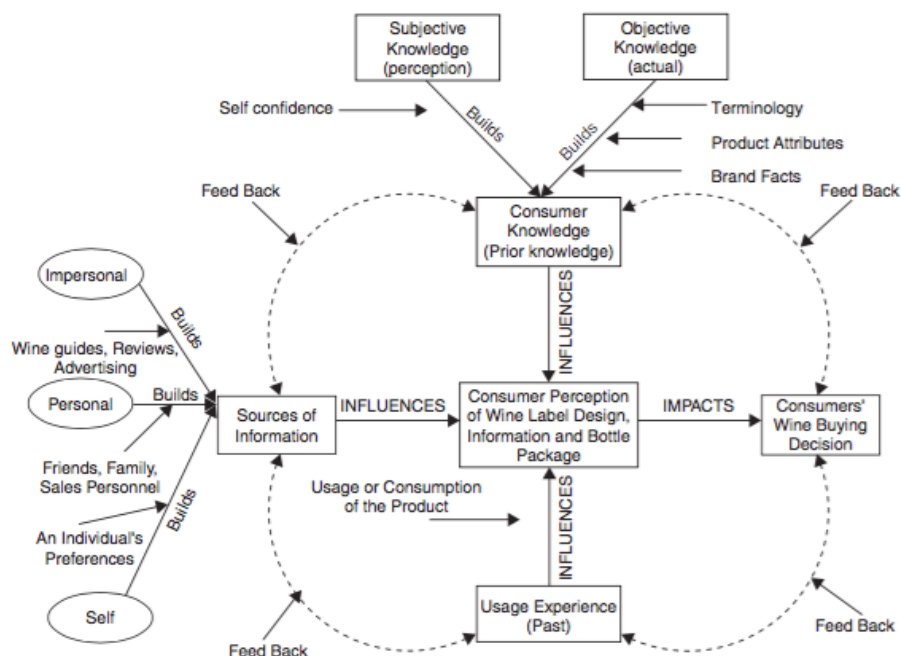 Subjective
Knowledge
(perception)
Objective
Knowledge
(actual)
Self confidence
Builds
Builds
Terminology
Product Attributes
Brand Facts
Feed Back
Feed Back
Consumer
Knowledge
(Prior knowledge)
Impersonal
Builds
INFLUENCES
Wine guides, Reviews,
Advertising
Personal
Builds
Sources of
Information
INFLUENCES
Consumer Perception
of Wine Label Design,
Information and Bottle
Package
IMPACTS
Consumers'
Wine Buying
Decision
Friends, Family,
Sales Personnel
Builds
An Individual's
Preferences
Usage or Consumption
of the Product
INFLUENCES
Self
Usage Experience
(Past)
Feed Back
Feed Back